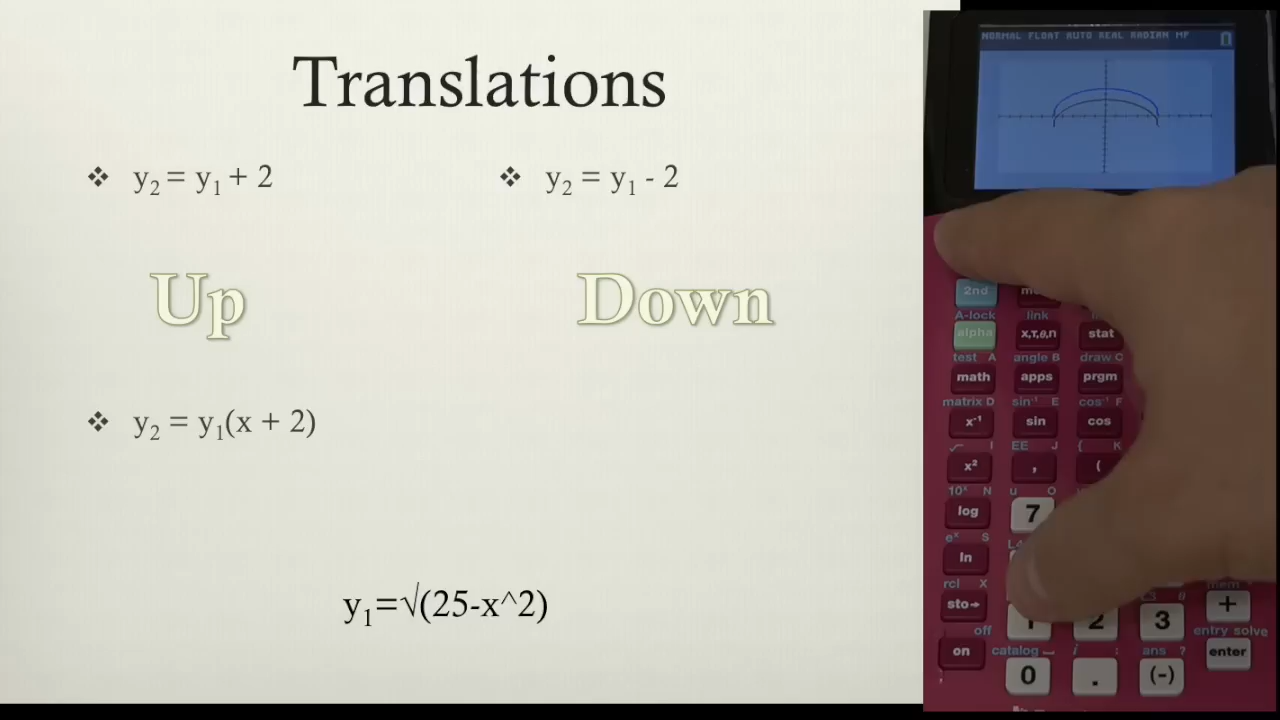 Translations
❖ y₂ = y₁ + 2
❖ y₂ = y₁ - 2
Up
Down
❖ y₂ = y₁(x + 2)
y₁=√(25-x^2)
NORMAL FLOAT AUTO REAL RADIAN MP
2nd
A-lock link
alpha X,T,θ,n stat
test A angle B draw C
math apps prgm
matrix D sin⁻¹ E cos⁻¹ F
x⁻¹ sin cos
√ I EE J { K
x² , (
10ˣ N u O
log 7
eˣ S
ln
rcl X mem
sto→ 1 2 3 +
off catalog i : ans ? entry solve
on 0 . (-) enter